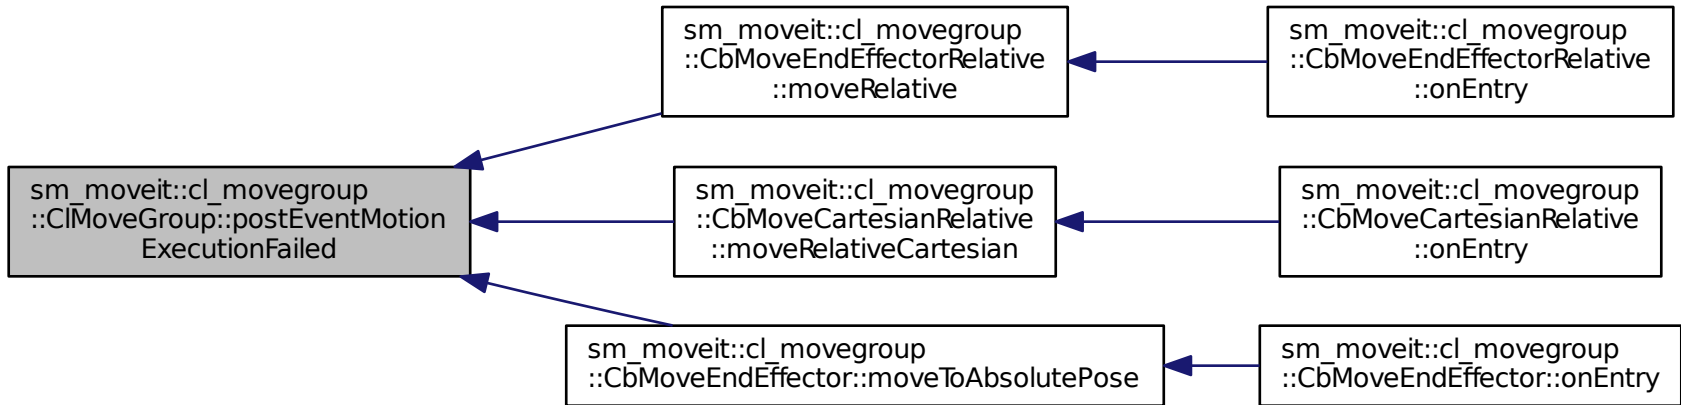 sm_moveit::cl_movegroup
::CbMoveEndEffectorRelative
::moveRelative
sm_moveit::cl_movegroup
::CbMoveEndEffectorRelative
::onEntry
sm_moveit::cl_movegroup
::ClMoveGroup::postEventMotion
ExecutionFailed
sm_moveit::cl_movegroup
::CbMoveCartesianRelative
::moveRelativeCartesian
sm_moveit::cl_movegroup
::CbMoveCartesianRelative
::onEntry
sm_moveit::cl_movegroup
::CbMoveEndEffector::moveToAbsolutePose
sm_moveit::cl_movegroup
::CbMoveEndEffector::onEntry